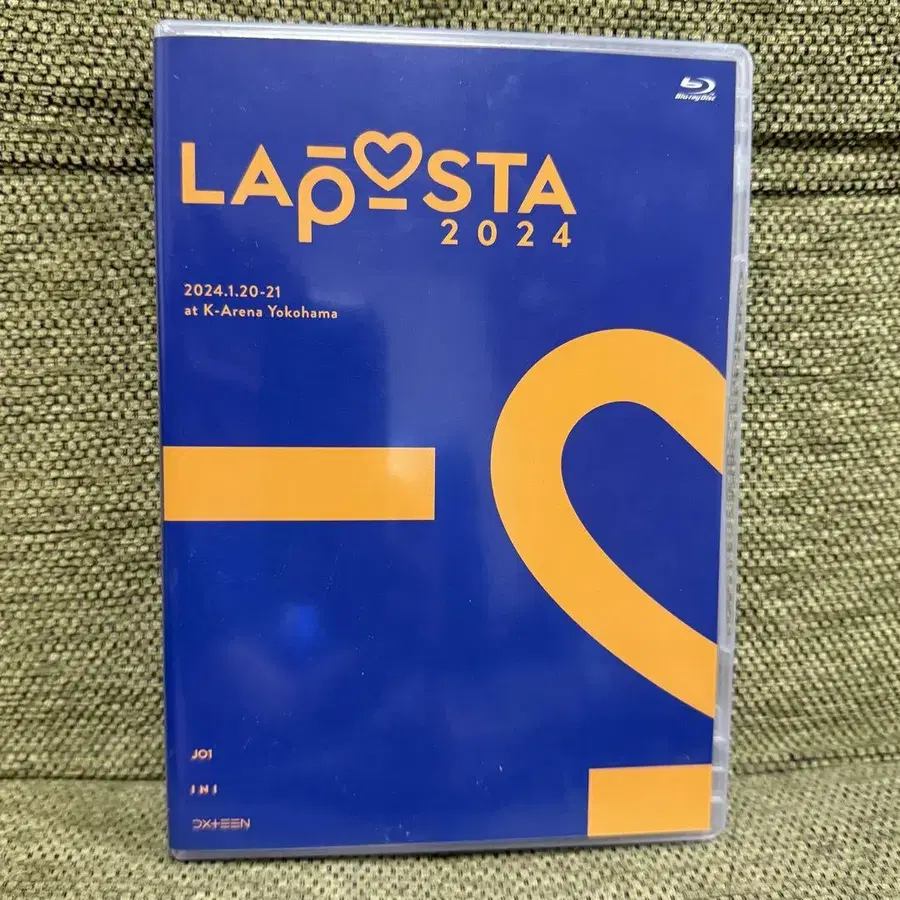 Blu-ray Disc
LAPOSTA
2024
2024.1.20-21
at K-Arena Yokohama
JO1
INI
DXTEEN